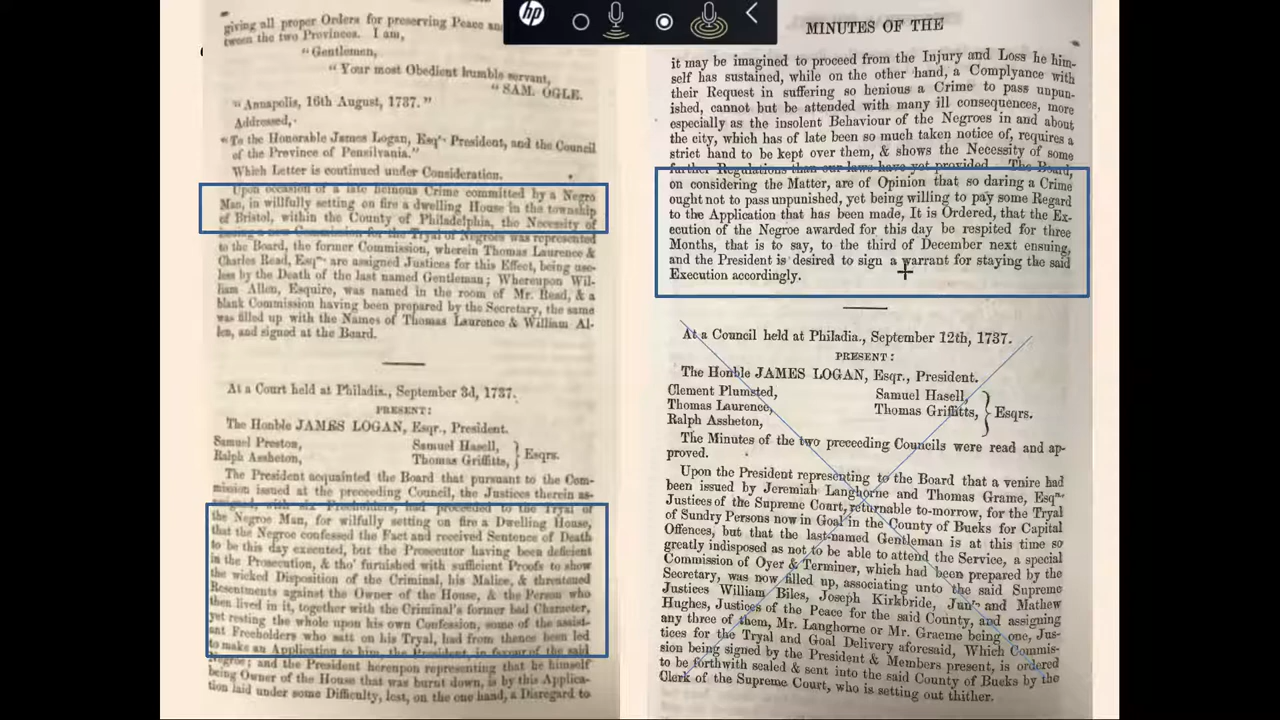 giving all proper Orders for preserving Peace
tween the two Provinces. I am,
"Gentlemen,
"Your most Obedient humble servant,
"SAM. OGLE.
"Annapolis, 16th August, 1737."
Addressed,
"To the Honorable James Logan, Esqr. President, and the Council
of the Province of Pensilvania."
Which Letter is continued under Consideration.
Upon occasion of a late heinous Crime committed by a Negro
Man, in willfully setting on fire a dwelling House in the township
of Bristol, within the County of Philadelphia, the Necessity of
having a new Commission for the Tryal of Negroes was represented
to the Board, the former Commission, wherein Thomas Laurence &
Charles Read, Esqrs. are assigned Justices for this Effect, being use-
less by the Death of the last named Gentleman; Whereupon Wil-
liam Allen, Esquire, was named in the room of Mr. Read, & a
blank Commission having been prepared by the Secretary, the same
was filled up with the Names of Thomas Laurence & William Al-
len, and signed at the Board.
At a Court held at Philadia., September 3d, 1737.
PRESENT:
The Honble JAMES LOGAN, Esqr., President.
Samuel Preston, Samuel Hasell,
Ralph Assheton, Thomas Griffitts, } Esqrs.
The President acquainted the Board that pursuant to the Com-
mission issued at the preceeding Council, the Justices therein as-
with six Freeholders, had proceeded to the Tryal of
the Negroe Man, for wilfully setting on fire a Dwelling House,
that the Negroe confessed the Fact and received Sentence of Death
to be this day executed, but the Prosecutor having been deficient
in the Prosecution, & tho' furnished with sufficient Proofs to show
the wicked Disposition of the Criminal, his Malice, & threatned
Resentments against the Owner of the House, & the Person who
then lived in it, together with the Criminal's former bad Character,
yet resting the whole upon his own Confession, some of the assist-
ant Freeholders who satt on his Tryal, had from thence been led
to make an Application to him, the President, in favour of the said
Negroe; and the President hereupon representing that he himself
being Owner of the House that was burnt down, is by this Applica-
tion laid under some Difficulty, lest, on the one hand, a Disregard to
hp
MINUTES OF THE
it may be imagined to proceed from the Injury and Loss he him-
self has sustained, while on the other hand, a Complyance with
their Request in suffering so henious a Crime to pass unpun-
ished, cannot but be attended with many ill consequences, more
especially as the insolent Behaviour of the Negroes in and about
the city, which has of late been so much taken notice of, requires a
strict hand to be kept over them, & shows the Necessity of some
further Regulations than our laws have yet provided. The Board,
on considering the Matter, are of Opinion that so daring a Crime
ought not to pass unpunished, yet being willing to pay some Regard
to the Application that has been made, It is Ordered, that the Ex-
ecution of the Negroe awarded for this day be respited for three
Months, that is to say, to the third of December next ensuing,
and the President is desired to sign a warrant for staying the said
Execution accordingly.
At a Council held at Philadia., September 12th, 1737.
PRESENT:
The Honble JAMES LOGAN, Esqr., President.
Clement Plumsted, Samuel Hasell,
Thomas Laurence, Thomas Griffitts, } Esqrs.
Ralph Assheton,
The Minutes of the two preceeding Councils were read and ap-
proved.
Upon the President representing to the Board that a venire had
been issued by Jeremiah Langhorne and Thomas Grame, Esqrs.
Justices of the Supreme Court, returnable to-morrow, for the Tryal
of Sundry Persons now in Goal in the County of Bucks for Capital
Offences, but that the last-named Gentleman is at this time so
greatly indisposed as not to be able to attend the Service, a special
Commission of Oyer & Terminer, which had been prepared by the
Secretary, was now filled up, associating unto the said Supreme
Justices William Biles, Joseph Kirkbride, Junr. and Mathew
Hughes, Justices of the Peace for the said County, and assigning
any three of them, Mr. Langhorne or Mr. Graeme being one, Jus-
tices for the Tryal and Goal Delivery aforesaid, Which Commis-
sion being signed by the President & Members present, is ordered
to be forthwith sealed & sent into the said County of Bucks by the
Clerk of the Supreme Court, who is setting out thither.